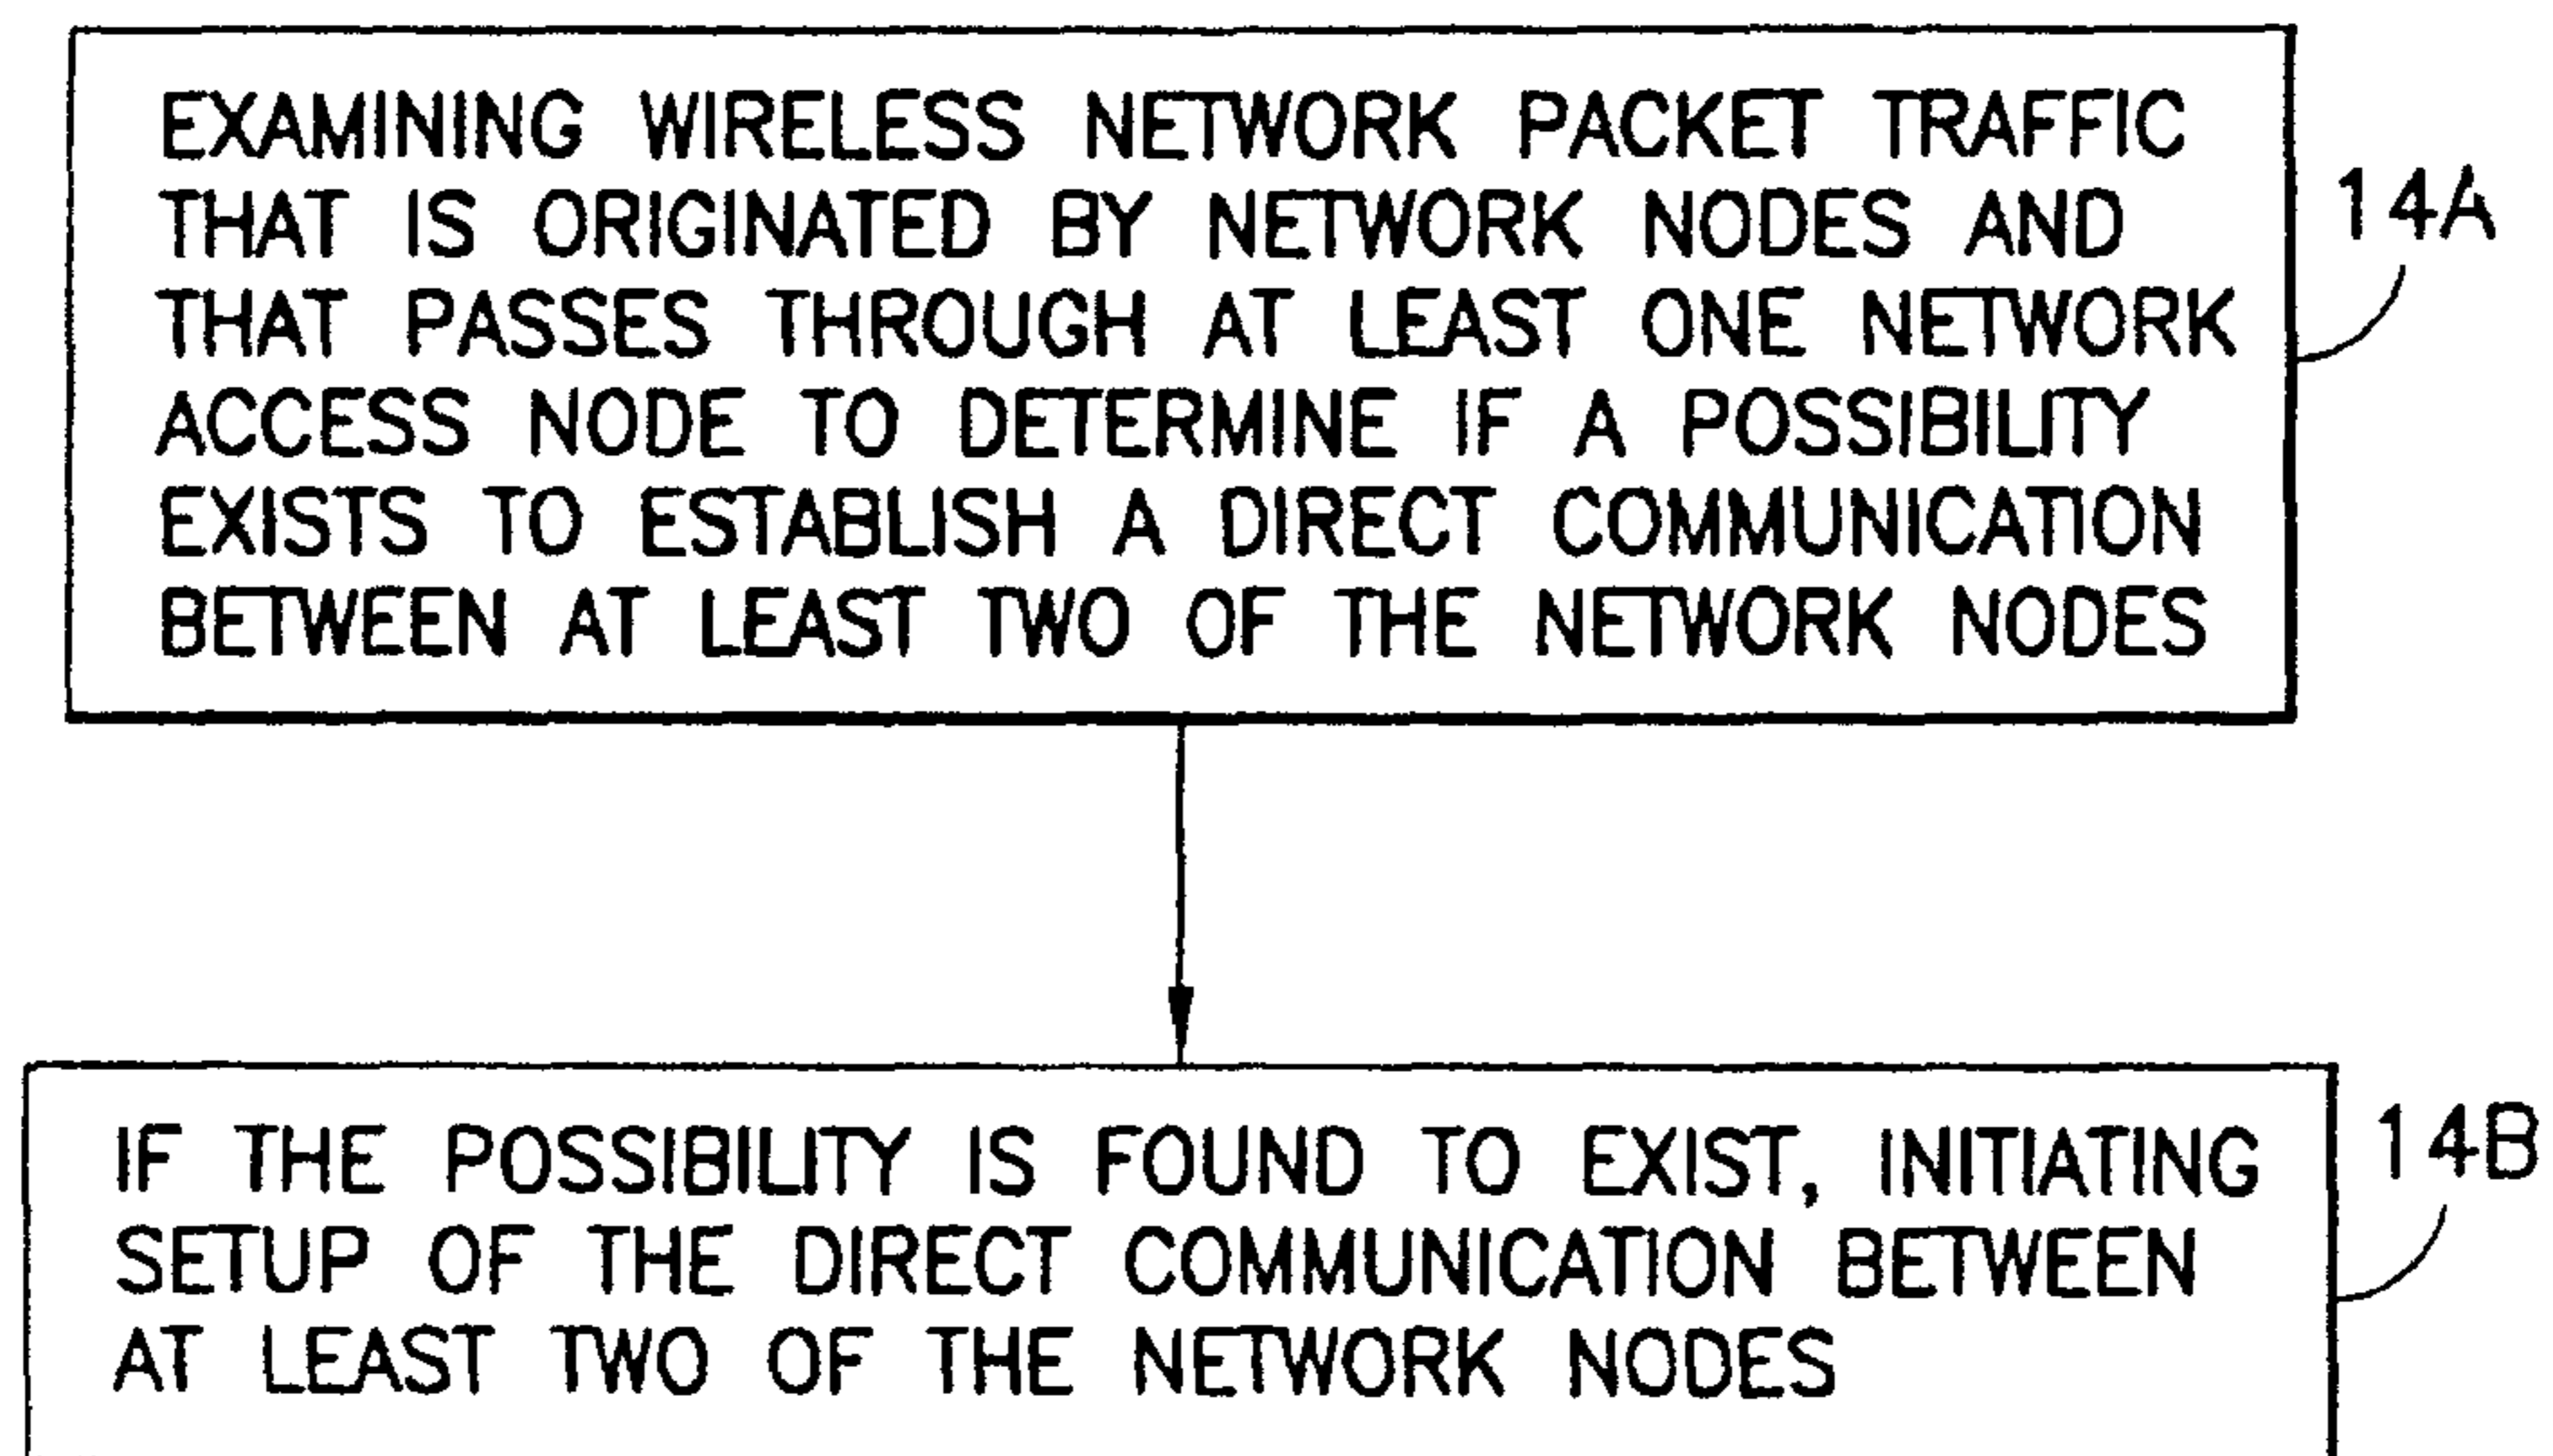 EXAMINING WIRELESS NETWORK PACKET TRAFFIC
THAT IS ORIGINATED BY NETWORK NODES AND
THAT PASSES THROUGH AT LEAST ONE NETWORK
ACCESS NODE TO DETERMINE IF A POSSIBILITY
EXISTS TO ESTABLISH A DIRECT COMMUNICATION
BETWEEN AT LEAST TWO OF THE NETWORK NODES
14A
IF THE POSSIBILITY IS FOUND TO EXIST, INITIATING
SETUP OF THE DIRECT COMMUNICATION BETWEEN
AT LEAST TWO OF THE NETWORK NODES
14B